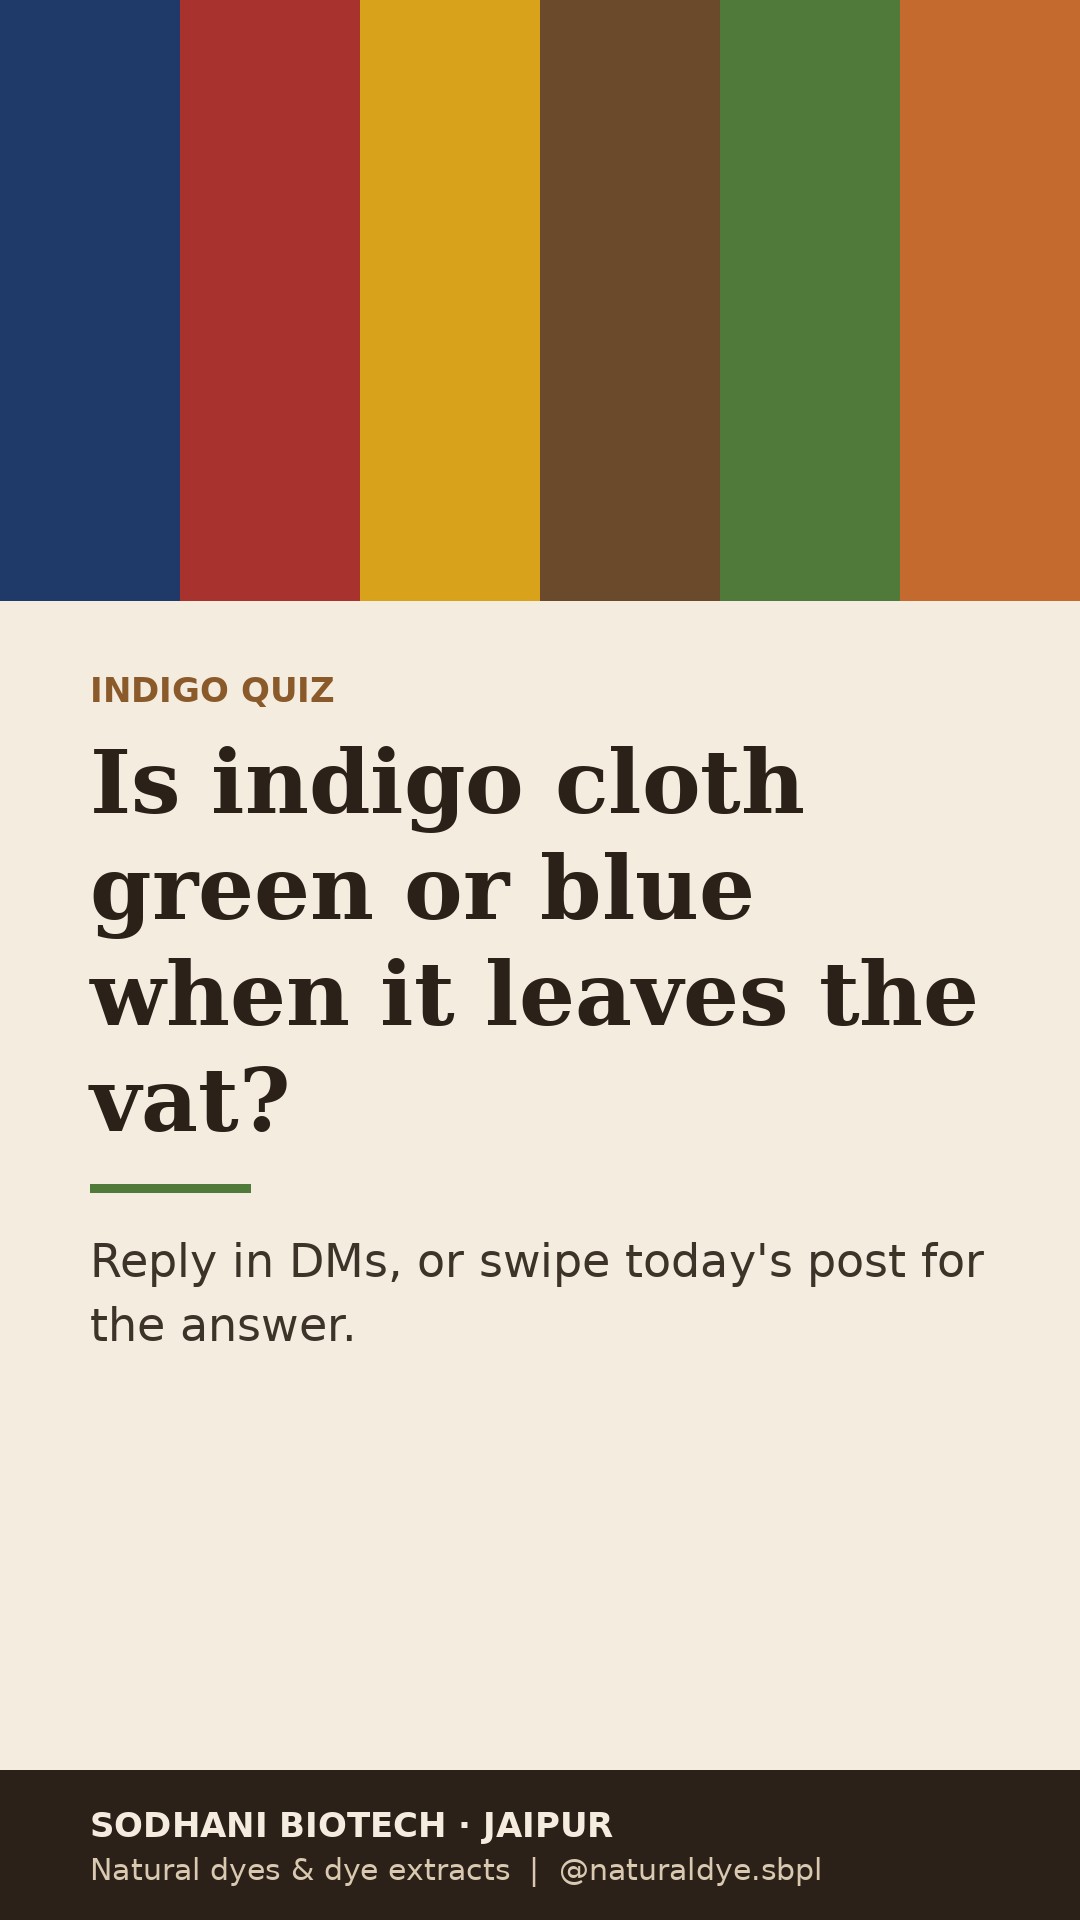 INDIGO QUIZ
Is indigo cloth
green or blue
when it leaves the
vat?
Reply in DMs, or swipe today's post for
the answer.
SODHANI BIOTECH · JAIPUR
Natural dyes & dye extracts | @naturaldye.sbpl